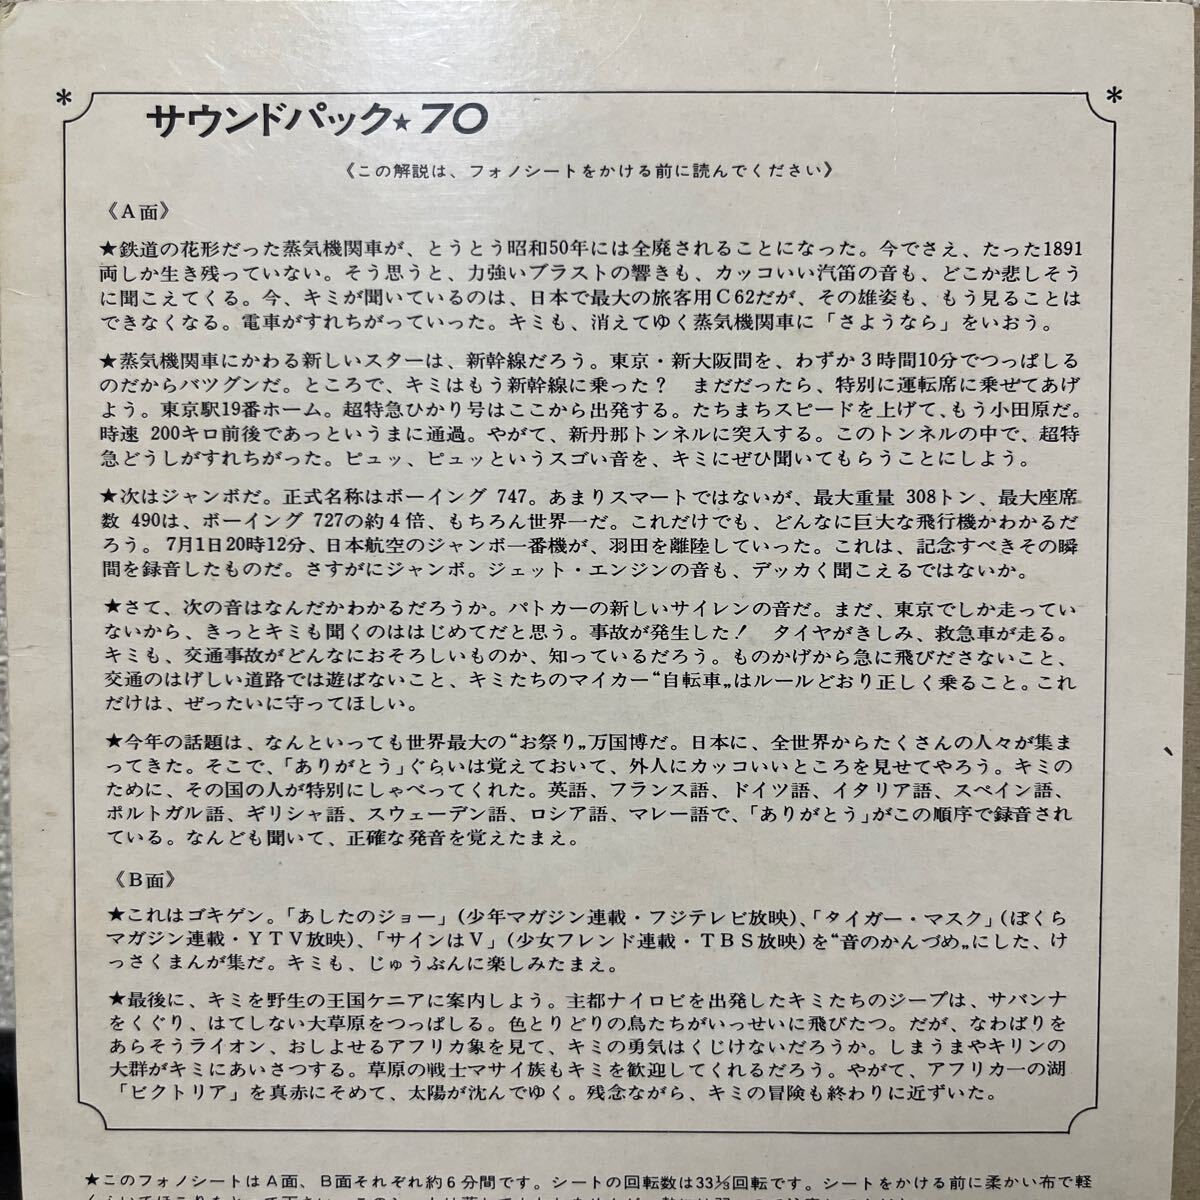 サウンドパック★70
《この解説は、フォノシートをかける前に読んでください》
《A面》
★鉄道の花形だった蒸気機関車が、とうとう昭和50年には全廃されることになった。今でさえ、たった1891
両しか生き残っていない。そう思うと、力強いブラストの響きも、カッコいい汽笛の音も、どこか悲しそう
に聞こえてくる。今、キミが聞いているのは、日本で最大の旅客用C62だが、その雄姿も、もう見ることは
できなくなる。電車がすれちがっていった。キミも、消えてゆく蒸気機関車に「さようなら」をいおう。
★蒸気機関車にかわる新しいスターは、新幹線だろう。東京・新大阪間を、わずか3時間10分でつっぱしる
のだからバツグンだ。ところで、キミはもう新幹線に乗った? まだだったら、特別に運転席に乗ぜてあげ
よう。東京駅19番ホーム。超特急ひかり号はここから出発する。たちまちスピードを上げて、もう小田原だ。
時速 200キロ前後であっというまに通過。やがて、新丹那トンネルに突入する。このトンネルの中で、超特
急どうしがすれちがった。ピュッ、ピュッというスゴい音を、キミにぜひ聞いてもらうことにしよう。
★次はジャンボだ。正式名称はボーイング 747。あまりスマートではないが、最大重量 308トン、最大座席
数 490は、ボーイング 727の約4倍、もちろん世界一だ。これだけでも、どんなに巨大な飛行機かわかるだ
ろう。7月1日20時12分、日本航空のジャンボ一番機が、羽田を離陸していった。これは、記念すべきその瞬
間を録音したものだ。さすがにジャンボ。ジェット・エンジンの音も、デッカく聞こえるではないか。
★さて、次の音はなんだかわかるだろうか。パトカーの新しいサイレンの音だ。まだ、東京でしか走ってい
ないから、きっとキミも聞くのははじめてだと思う。事故が発生した! タイヤがきしみ、救急車が走る。
キミも、交通事故がどんなにおそろしいものか、知っているだろう。ものかげから急に飛びださないこと、
交通のはげしい道路では遊ばないこと、キミたちのマイカー“自転車„はルールどおり正しく乗ること。これ
だけは、ぜったいに守ってほしい。
★今年の話題は、なんといっても世界最大の“お祭り„万国博だ。日本に、全世界からたくさんの人々が集ま
ってきた。そこで、「ありがとう」ぐらいは覚えておいて、外人にカッコいいところを見せてやろう。キミの
ために、その国の人が特別にしゃべってくれた。英語、フランス語、ドイツ語、イタリア語、スペイン語、
ポルトガル語、ギリシャ語、スウェーデン語、ロシア語、マレー語で、「ありがとう」がこの順序で録音され
ている。なんども聞いて、正確な発音を覚えたまえ。
《B面》
★これはゴキゲン。「あしたのジョー」(少年マガジン連載・フジテレビ放映)、「タイガー・マスク」(ぼくら
マガジン連載・YTV放映)、「サインはV」(少女フレンド連載・TBS放映)を“音のかんづめ„にした、け
っさくまんが集だ。キミも、じゅうぶんに楽しみたまえ。
★最後に、キミを野生の王国ケニアに案内しよう。主都ナイロビを出発したキミたちのジープは、サバンナ
をくぐり、はてしない大草原をつっぱしる。色とりどりの鳥たちがいっせいに飛びたつ。だが、なわばりを
あらそうライオン、おしよせるアフリカ象を見て、キミの勇気はくじけないだろうか。しまうまやキリンの
大群がキミにあいさつする。草原の戦士マサイ族もキミを歓迎してくれるだろう。やがて、アフリカ一の湖
「ビクトリア」を真赤にそめて、太陽が沈んでゆく。残念ながら、キミの冒険も終わりに近ずいた。
★このフォノシートはA面、B面それぞれ約6分間です。シートの回転数は33⅓回転です。シートをかける前に柔かい布で軽